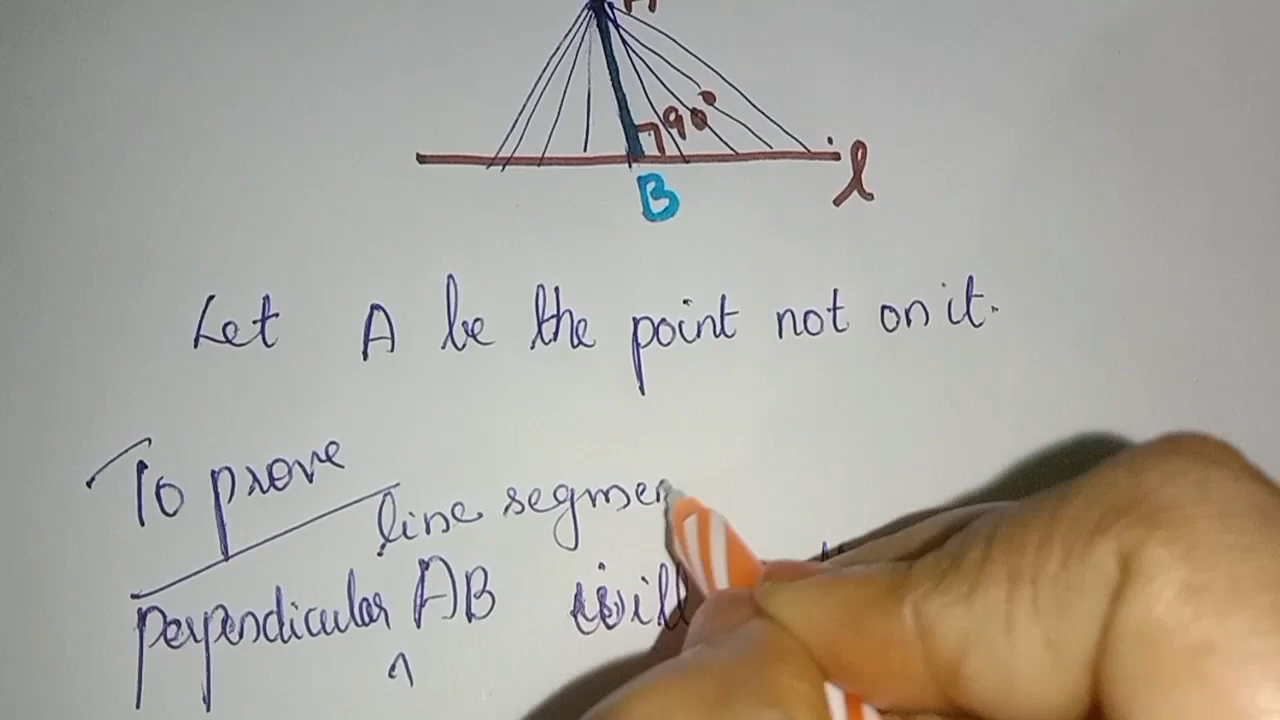 A
90°
B
l
Let A be the point not on it.
To prove
line segmen
perpendicular AB will